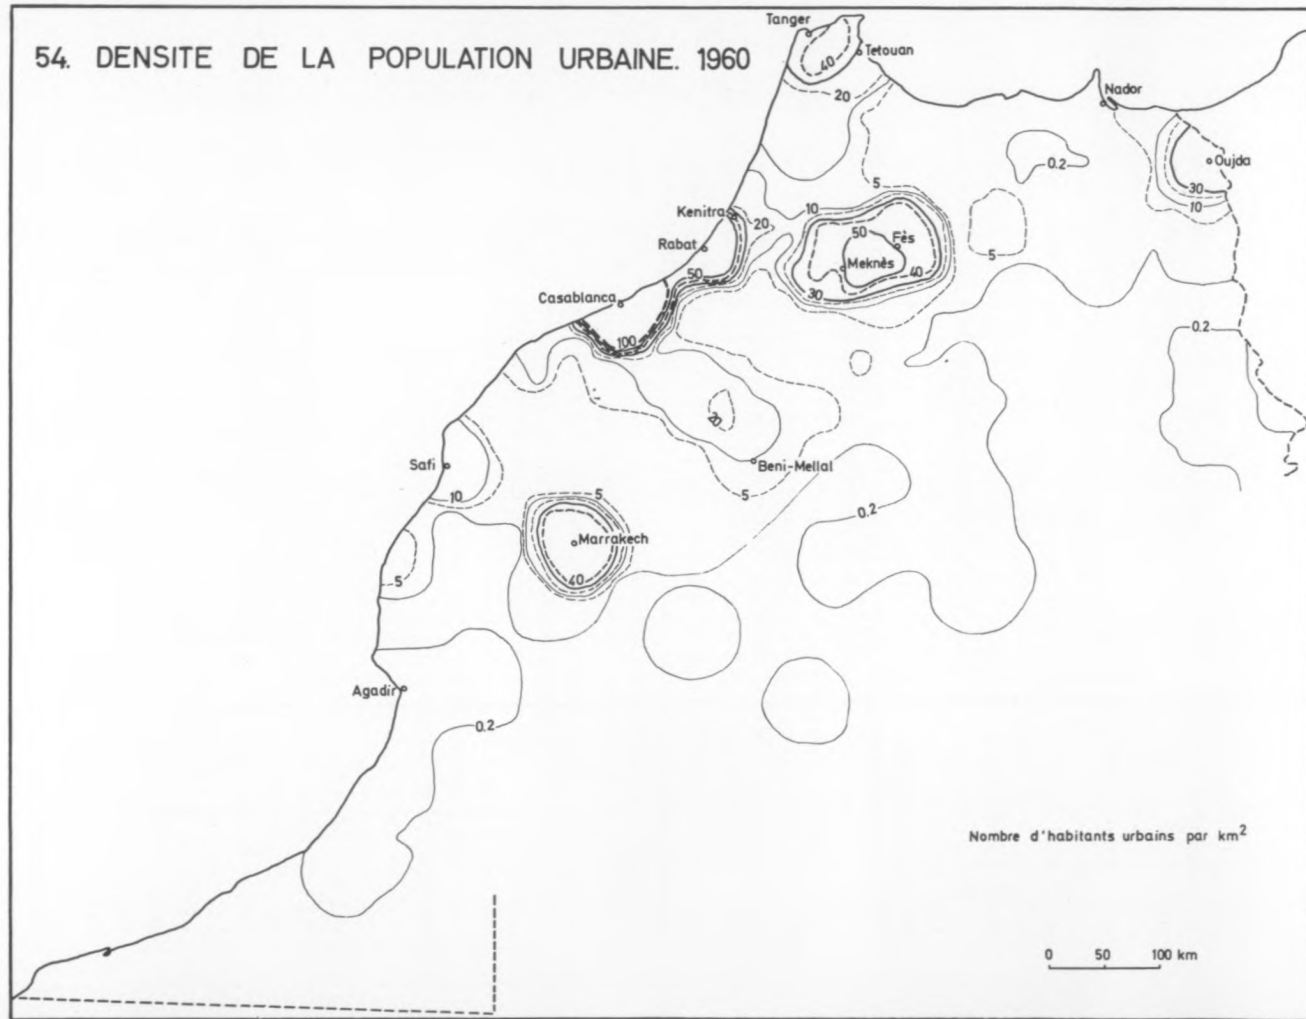 54. DENSITE DE LA POPULATION URBAINE. 1960
Tanger
40
Tetouan
20
Nador
0.2
Oujda
5
30
10
10
Kenitra
20
50
Fès
Rabat
5
50
Meknès
40
30
Casablanca
0.2
100
20
Safi
Beni-Mellal
10
5
5
0.2
Marrakech
40
5
Agadir
0.2
Nombre d'habitants urbains par km²
0 50 100 km